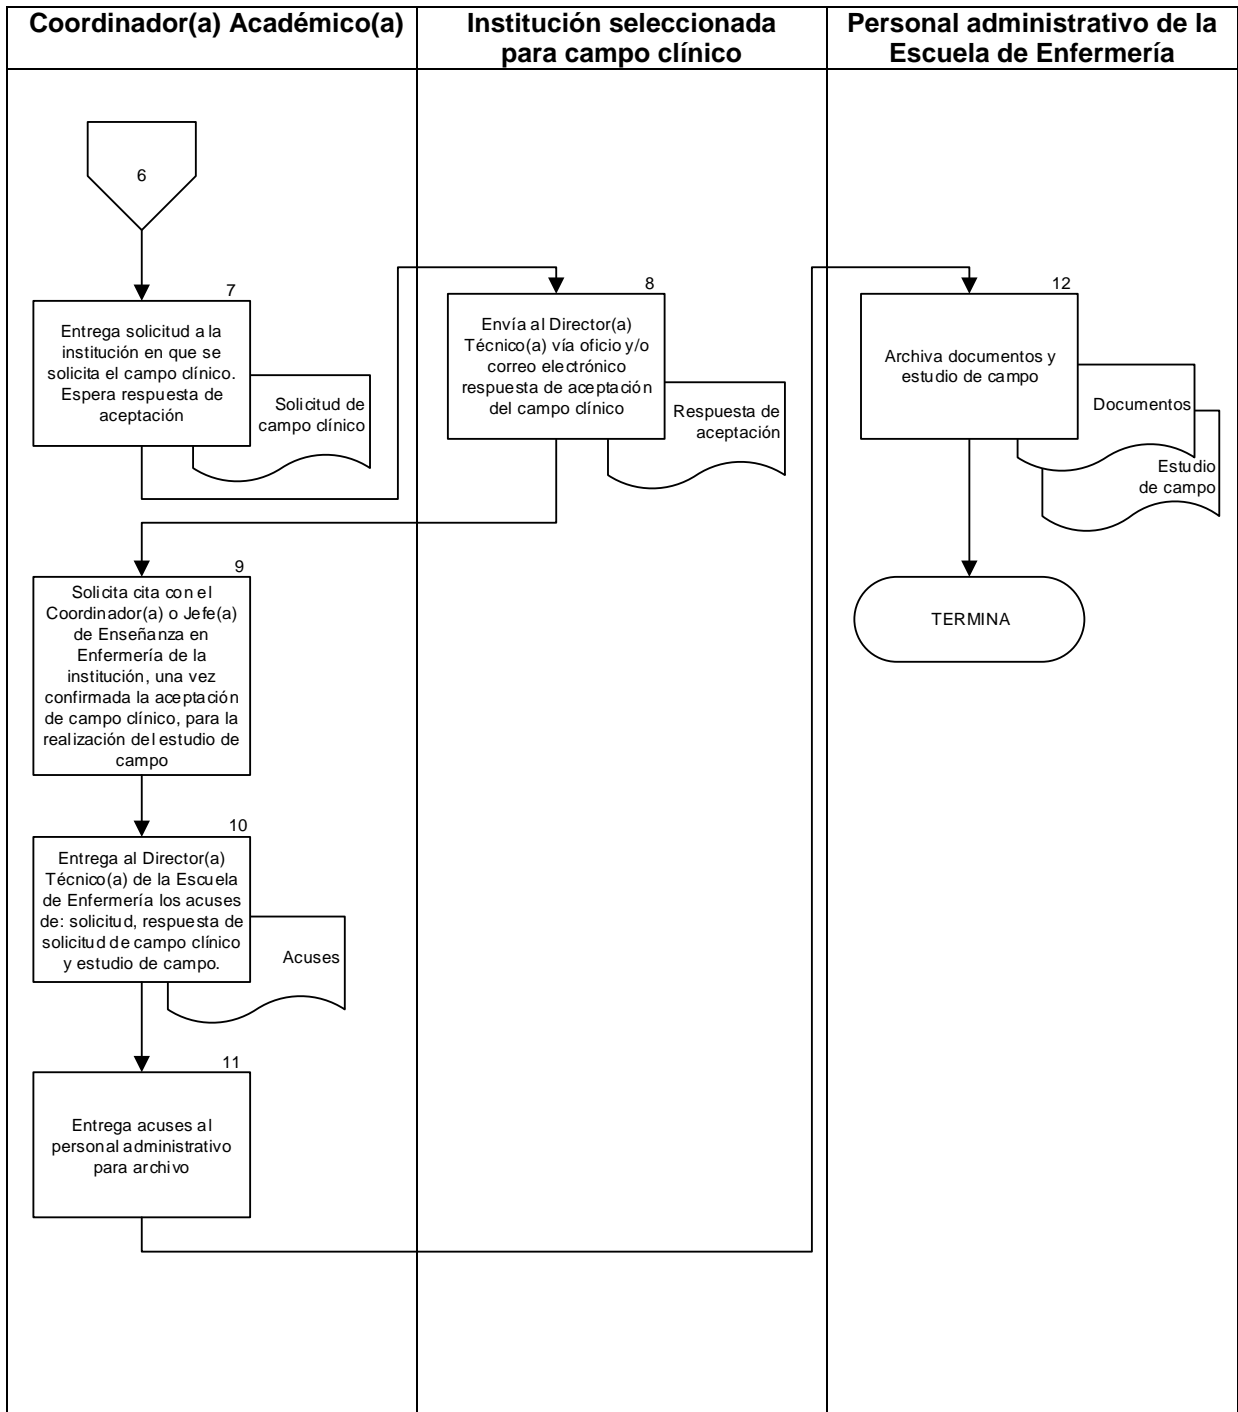 Coordinador(a) Académico(a)
Institución seleccionada
para campo clínico
Personal administrativo de la
Escuela de Enfermería
6
7
Entrega solicitud a la
institución en que se
solicita el campo clínico.
Espera respuesta de
aceptación
Solicitud de
campo clínico
8
Envía al Director(a)
Técnico(a) vía oficio y/o
correo electrónico
respuesta de aceptación
del campo clínico
Respuesta de
aceptación
9
Solicita cita con el
Coordinador(a) o Jefe(a)
de Enseñanza en
Enfermería de la
institución, una vez
confirmada la aceptación
de campo clínico, para la
realización del estudio de
campo
10
Entrega al Director(a)
Técnico(a) de la Escuela
de Enfermería los acuses
de: solicitud, respuesta de
solicitud de campo clínico
y estudio de campo.
Acuses
11
Entrega acuses al
personal administrativo
para archivo
12
Archiva documentos y
estudio de campo
Documentos
Estudio
de campo
TERMINA